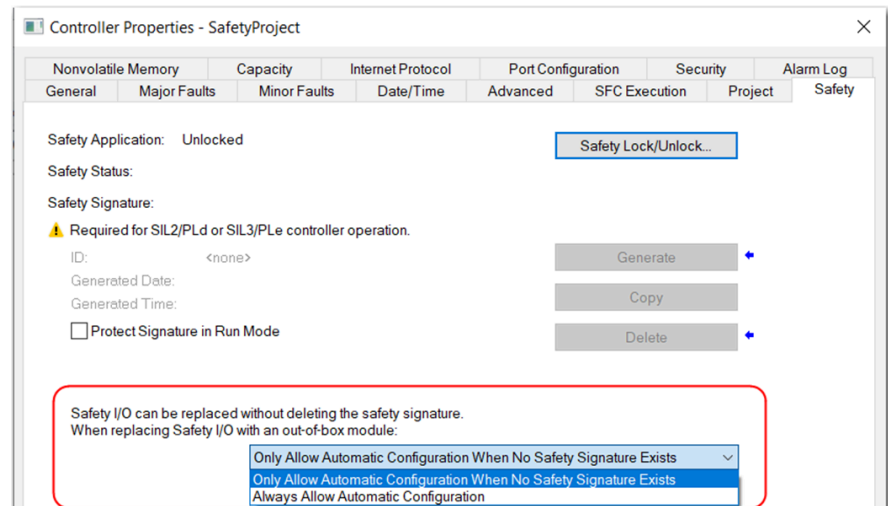 Controller Properties - SafetyProject
Nonvolatile Memory Capacity Internet Protocol Port Configuration Security Alarm Log
General Major Faults Minor Faults Date/Time Advanced SFC Execution Project Safety
Safety Application: Unlocked
Safety Lock/Unlock...
Safety Status:
Safety Signature:
Required for SIL2/PLd or SIL3/PLe controller operation.
ID: <none>
Generate
Generated Date:
Copy
Generated Time:
Protect Signature in Run Mode
Delete
Safety I/O can be replaced without deleting the safety signature.
When replacing Safety I/O with an out-of-box module:
Only Allow Automatic Configuration When No Safety Signature Exists
Only Allow Automatic Configuration When No Safety Signature Exists
Always Allow Automatic Configuration